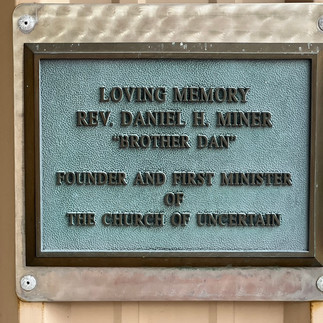 LOVING MEMORY
REV. DANIEL H. MINER
"BROTHER DAN"
FOUNDER AND FIRST MINISTER
OF
THE CHURCH OF UNCERTAIN